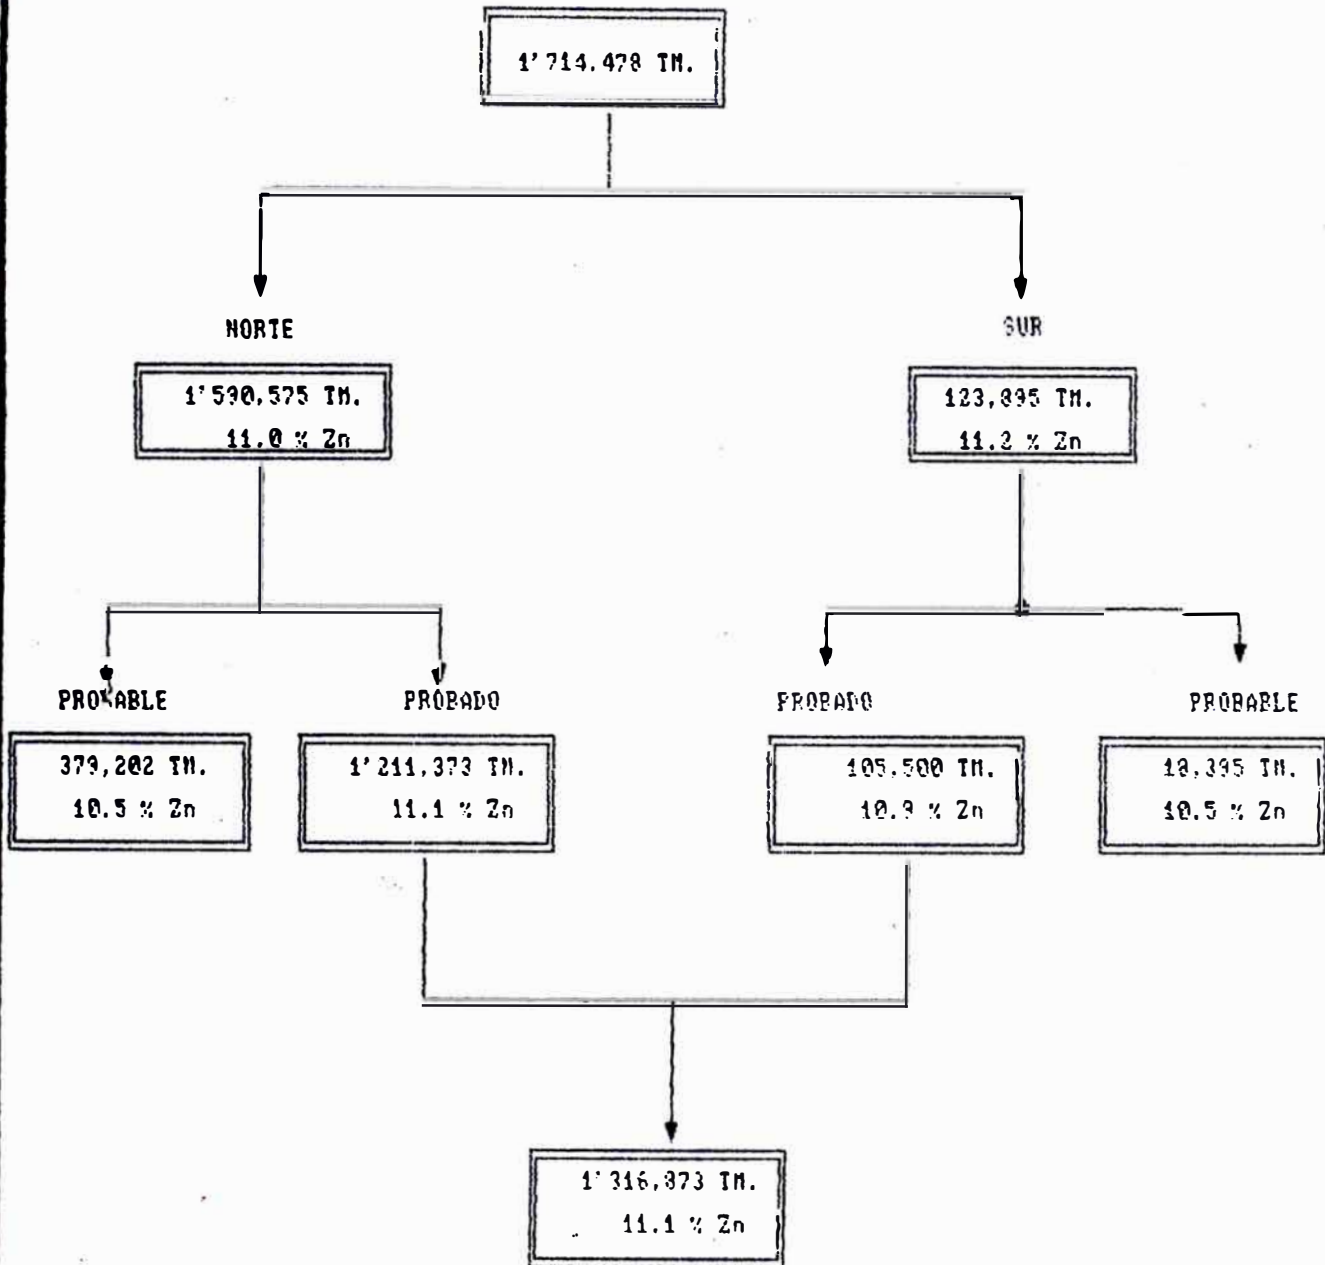 1'714,478 TM.
NORTE
SUR
1'590,575 TM.
11.0 % Zn
123,895 TM.
11.2 % Zn
PROBABLE
PROBADO
PROBADO
PROBABLE
379,202 TM.
10.5 % Zn
1'211,373 TM.
11.1 % Zn
105,500 TM.
10.9 % Zn
18,395 TM.
10.5 % Zn
1'316,873 TM.
11.1 % Zn